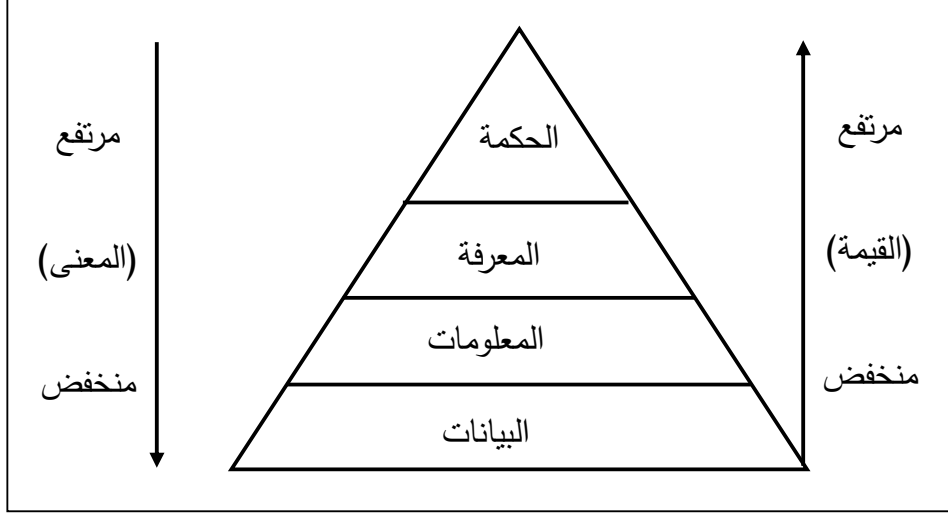 الحكمة
المعرفة
المعلومات
البيانات
مرتفع
(القيمة)
منخفض
مرتفع
(المعنى)
منخفض